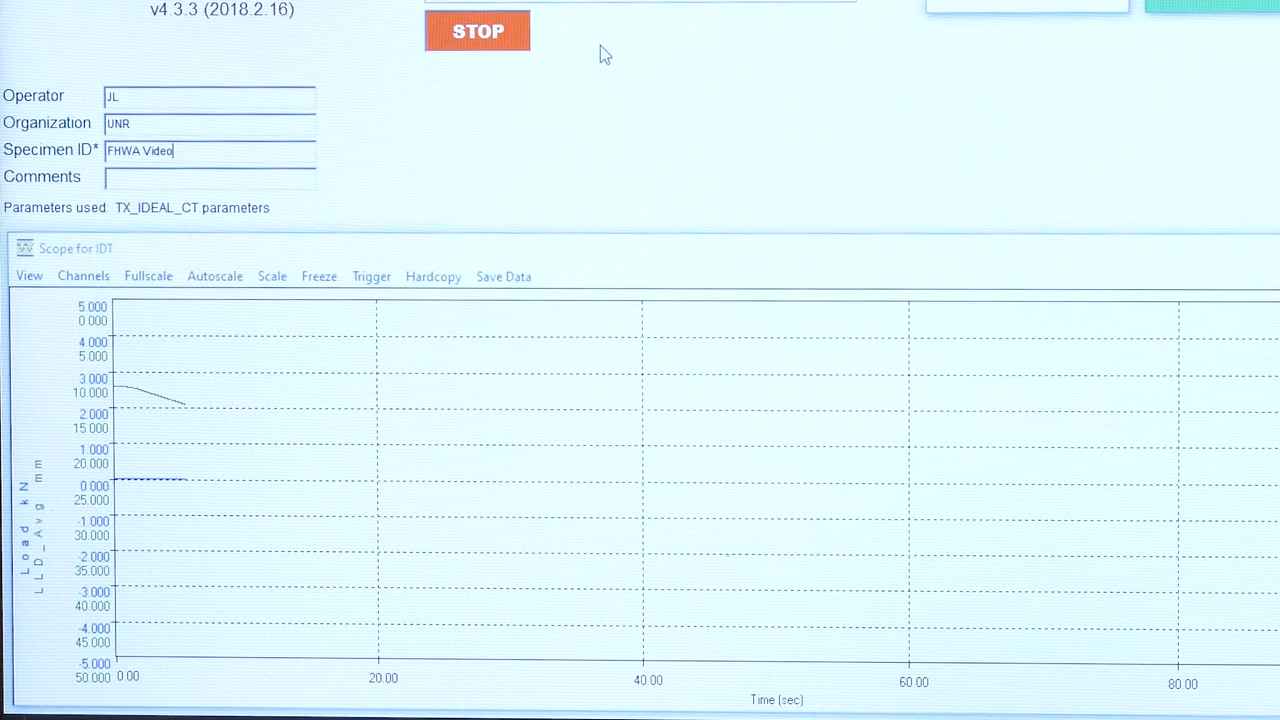 v4.3.3 (2018.2.16)
STOP
Operator JL
Organization UNR
Specimen ID* FHWA Video
Comments
Parameters used: TX_IDEAL_CT parameters
Scope for IDT
View Channels Fullscale Autoscale Scale Freeze Trigger Hardcopy Save Data
5.000
0.000
4.000
5.000
3.000
10.000
2.000
15.000
1.000
20.000
0.000
25.000
-1.000
30.000
-2.000
35.000
-3.000
40.000
-4.000
45.000
-5.000
50.000
Load kN
LLD_Avg mm
0.00 20.00 40.00 60.00 80.00
Time (sec)